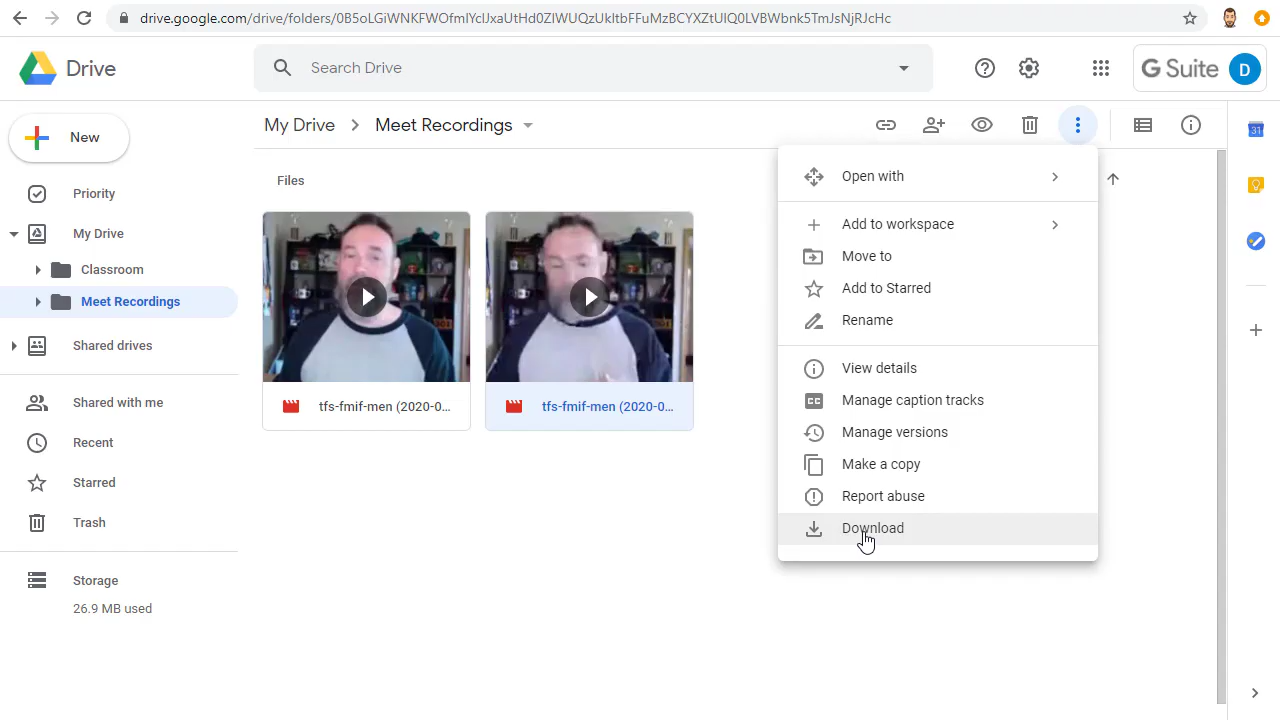 drive.google.com/drive/folders/0B5oLGiWNKFWOfmlYclJxaUtHd0ZIWUQzUkltbFFuMzBCYXZtUlQ0LVBWbnk5TmJsNjRJcHc
Drive
Search Drive
G Suite
D
New
My Drive
Meet Recordings
Priority
My Drive
Classroom
Meet Recordings
Shared drives
Shared with me
Recent
Starred
Trash
Storage
26.9 MB used
Files
tfs-fmif-men (2020-0...
tfs-fmif-men (2020-0...
Open with
Add to workspace
Move to
Add to Starred
Rename
View details
CC
Manage caption tracks
Manage versions
Make a copy
Report abuse
Download
31